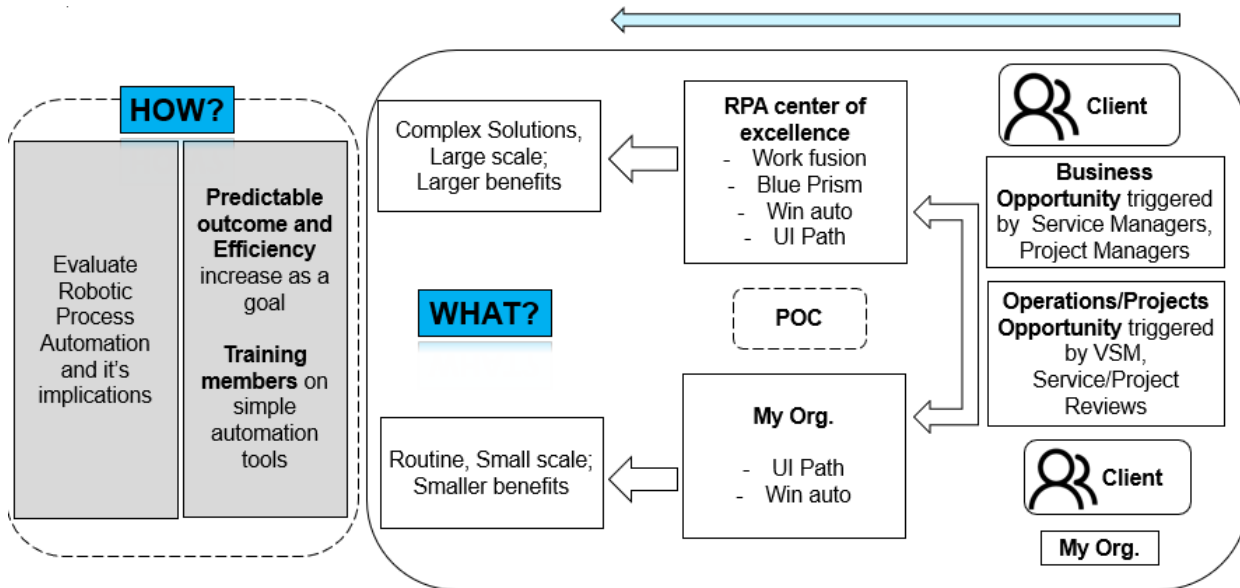 HOW?
Evaluate
Robotic
Process
Automation
and it's
implications
Predictable
outcome and
Efficiency
increase as a
goal
Training
members on
simple
automation
tools
WHAT?
Complex Solutions,
Large scale;
Larger benefits
Routine, Small scale;
Smaller benefits
RPA center of
excellence
- Work fusion
- Blue Prism
- Win auto
- UI Path
POC
My Org.
- UI Path
- Win auto
Client
Business
Opportunity triggered
by Service Managers,
Project Managers
Operations/Projects
Opportunity triggered
by VSM,
Service/Project
Reviews
Client
My Org.